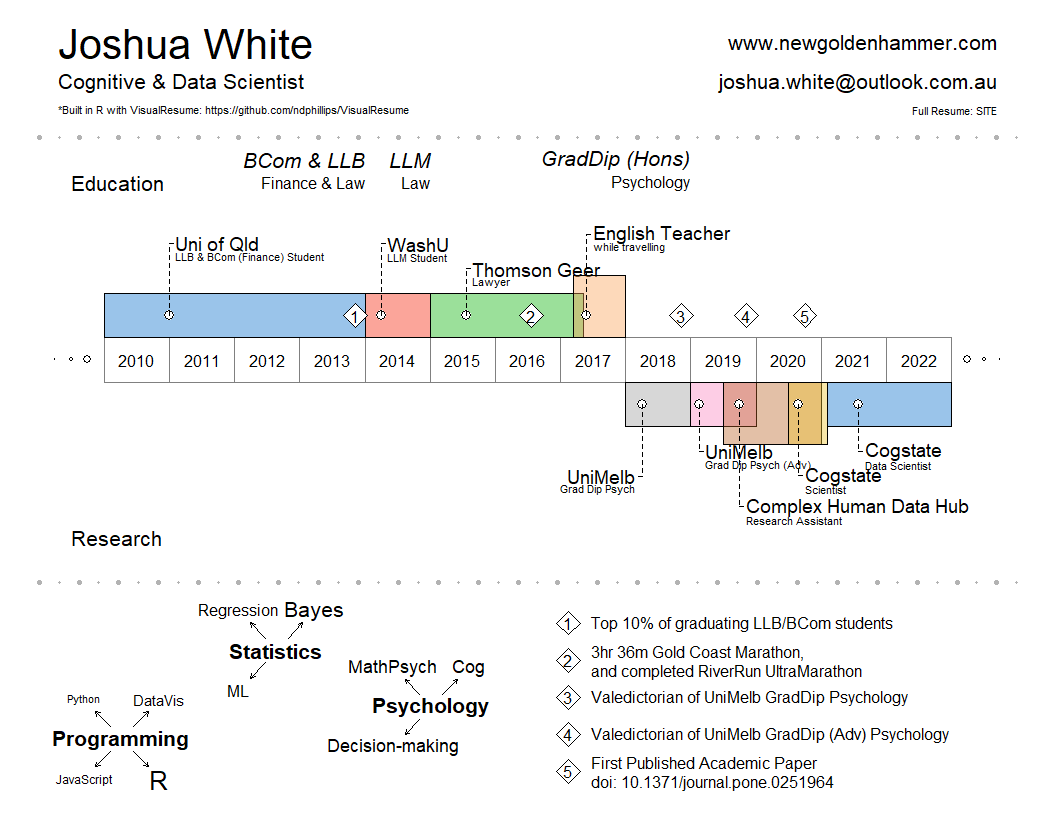 Joshua White
www.newgoldenhammer.com
Cognitive & Data Scientist
joshua.white@outlook.com.au
*Built in R with VisualResume: https://github.com/ndphillips/VisualResume
Full Resume: SITE
BCom & LLB
LLM
GradDip (Hons)
Education
Finance & Law
Law
Psychology
English Teacher
while travelling
Uni of Qld
LLB & BCom (Finance) Student
WashU
LLM Student
Thomson Geer
Lawyer
1
2
3
4
5
2010
2011
2012
2013
2014
2015
2016
2017
2018
2019
2020
2021
2022
UniMelb
Grad Dip Psych (Adv)
Cogstate
Data Scientist
UniMelb
Grad Dip Psych
Cogstate
Scientist
Complex Human Data Hub
Research Assistant
Research
Regression
Bayes
Statistics
ML
MathPsych
Cog
Psychology
Decision-making
Python
DataVis
Programming
JavaScript
R
1 Top 10% of graduating LLB/BCom students
2 3hr 36m Gold Coast Marathon,
and completed RiverRun UltraMarathon
3 Valedictorian of UniMelb GradDip Psychology
4 Valedictorian of UniMelb GradDip (Adv) Psychology
5 First Published Academic Paper
doi: 10.1371/journal.pone.0251964